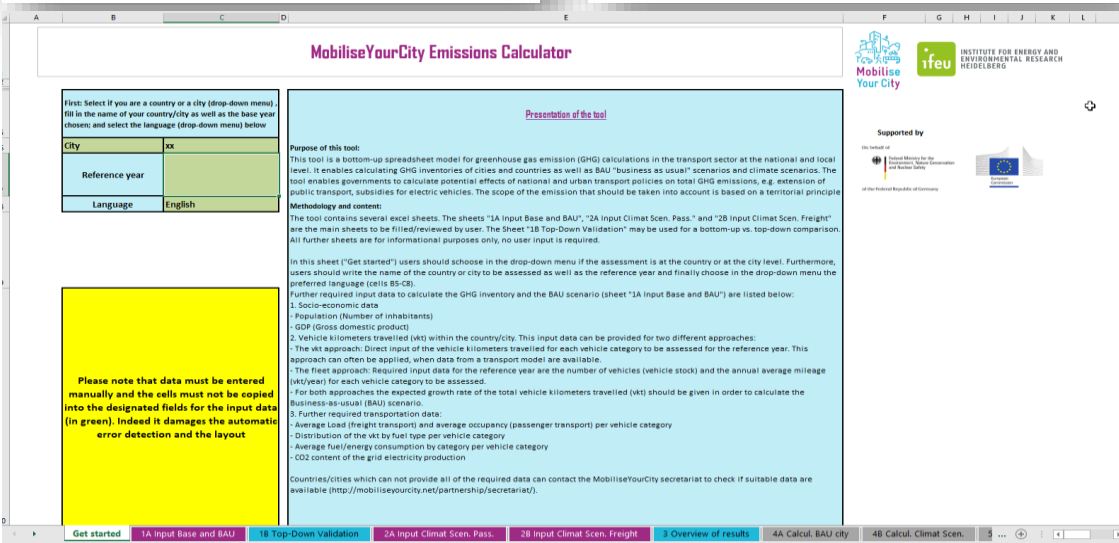 A B C D E F G H I J K L
MobiliseYourCity Emissions Calculator
Mobilise
Your City
ifeu
INSTITUTE FOR ENERGY AND
ENVIRONMENTAL RESEARCH
HEIDELBERG
First: Select if you are a country or a city (drop-down menu) ,
fill in the name of your country/city as well as the base year
chosen; and select the language (drop-down menu) below
City xx
Reference year
Language English
Please note that data must be entered
manually and the cells must not be copied
into the designated fields for the input data
(in green). Indeed it damages the automatic
error detection and the layout
Presentation of the tool
Purpose of this tool:
This tool is a bottom-up spreadsheet model for greenhouse gas emission (GHG) calculations in the transport sector at the national and local
level. It enables calculating GHG inventories of cities and countries as well as BAU "business as usual" scenarios and climate scenarios. The
tool enables governments to calculate potential effects of national and urban transport policies on total GHG emissions, e.g. extension of
public transport, subsidies for electric vehicles. The scope of the emission that should be taken into account is based on a territorial principle
Methodology and content:
The tool contains several excel sheets. The sheets "1A Input Base and BAU", "2A Input Climat Scen. Pass." and "2B Input Climat Scen. Freight"
are the main sheets to be filled/reviewed by user. The Sheet "1B Top-Down Validation" may be used for a bottom-up vs. top-down comparison.
All further sheets are for informational purposes only, no user input is required.
In this sheet ("Get started") users should schoose in the drop-down menu if the assessment is at the country or at the city level. Furthermore,
users should write the name of the country or city to be assessed as well as the reference year and finally choose in the drop-down menu the
preferred language (cells B5-C8).
Further required input data to calculate the GHG inventory and the BAU scenario (sheet "1A Input Base and BAU") are listed below:
1. Socio-economic data
- Population (Number of inhabitants)
- GDP (Gross domestic product)
2. Vehicle kilometers travelled (vkt) within the country/city. This input data can be provided for two different approaches:
- The vkt approach: Direct input of the vehicle kilometers travelled for each vehicle category to be assessed for the reference year. This
approach can often be applied, when data from a transport model are available.
- The fleet approach: Required input data for the reference year are the number of vehicles (vehicle stock) and the annual average mileage
(vkt/year) for each vehicle category to be assessed.
- For both approaches the expected growth rate of the total vehicle kilometers travelled (vkt) should be given in order to calculate the
Business-as-usual (BAU) scenario.
3. Further required transportation data:
- Average Load (freight transport) and average occupancy (passenger transport) per vehicle category
- Distribution of the vkt by fuel type per vehicle category
- Average fuel/energy consumption by category per vehicle category
- CO2 content of the grid electricity production
Countries/cities which can not provide all of the required data can contact the MobiliseYourCity secretariat to check if suitable data are
available (http://mobiliseyourcity.net/partnership/secretariat/).
Supported by
Federal Ministry for the
Environment, Nature Conservation
and Nuclear Safety
of the Federal Republic of Germany
European
Commission
Get started 1A Input Base and BAU 1B Top-Down Validation 2A Input Climat Scen. Pass. 2B Input Climat Scen. Freight 3 Overview of results 4A Calcul. BAU city 4B Calcul. Climat Scen. 5 ...